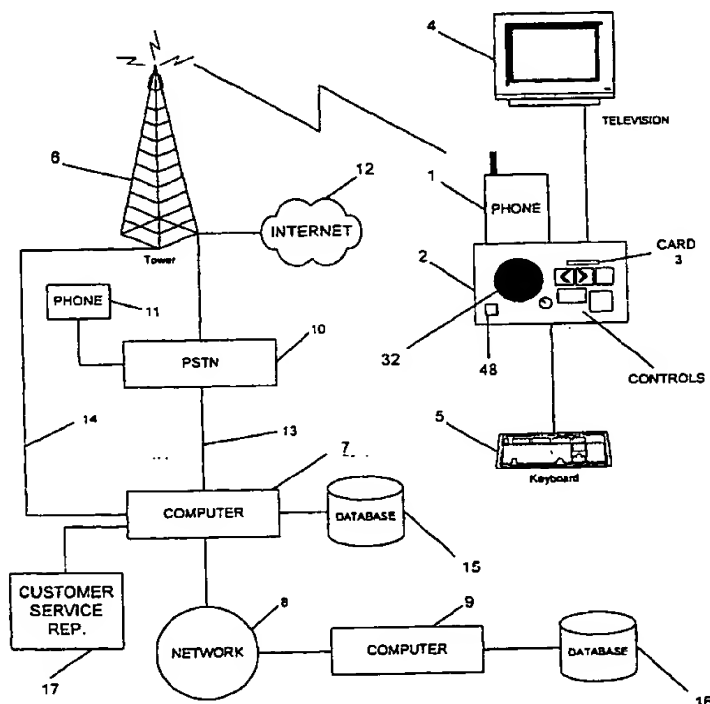 4
TELEVISION
6
12
1
PHONE
INTERNET
Tower
CARD
3
2
PHONE
11
10
PSTN
32
48
CONTROLS
14
13
5
...
7
...
Keyboard
COMPUTER
DATABASE
15
CUSTOMER
SERVICE
REP.
17
8
NETWORK
9
COMPUTER
DATABASE
16